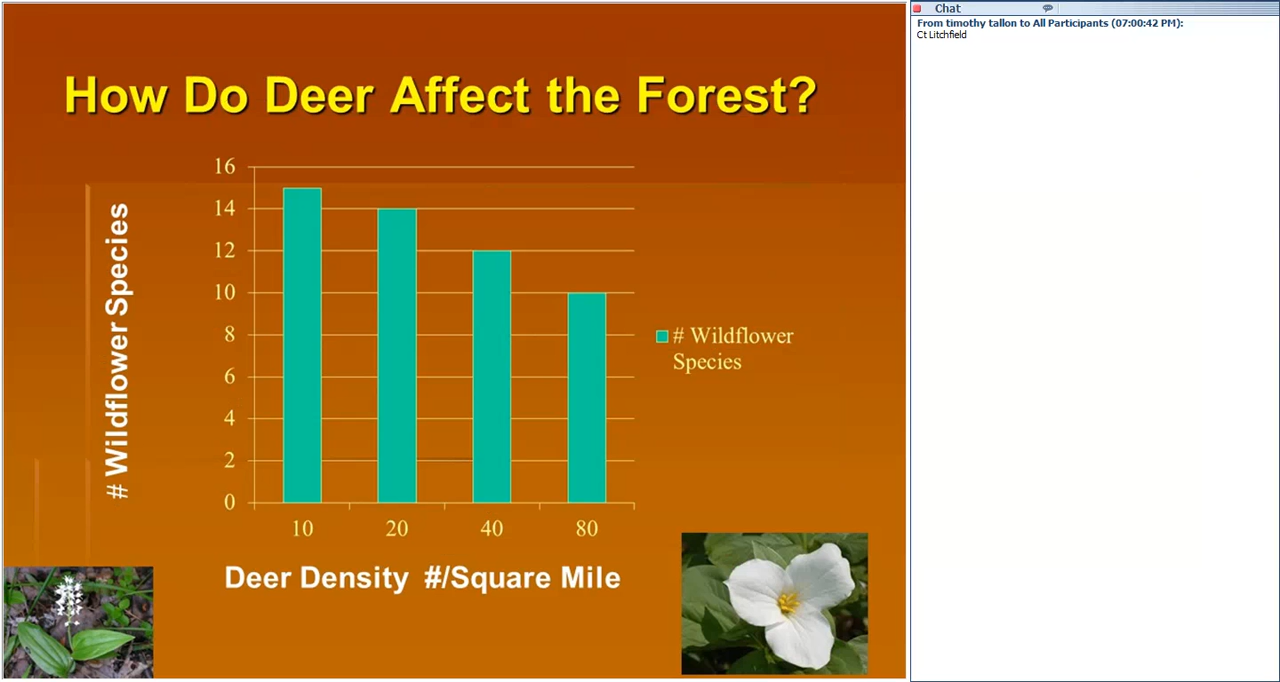 How Do Deer Affect the Forest?
# Wildflower Species
16
14
12
10
8
6
4
2
0
10 20 40 80
Deer Density #/Square Mile
# Wildflower
Species
Chat
From timothy tallon to All Participants (07:00:42 PM):
Ct Litchfield